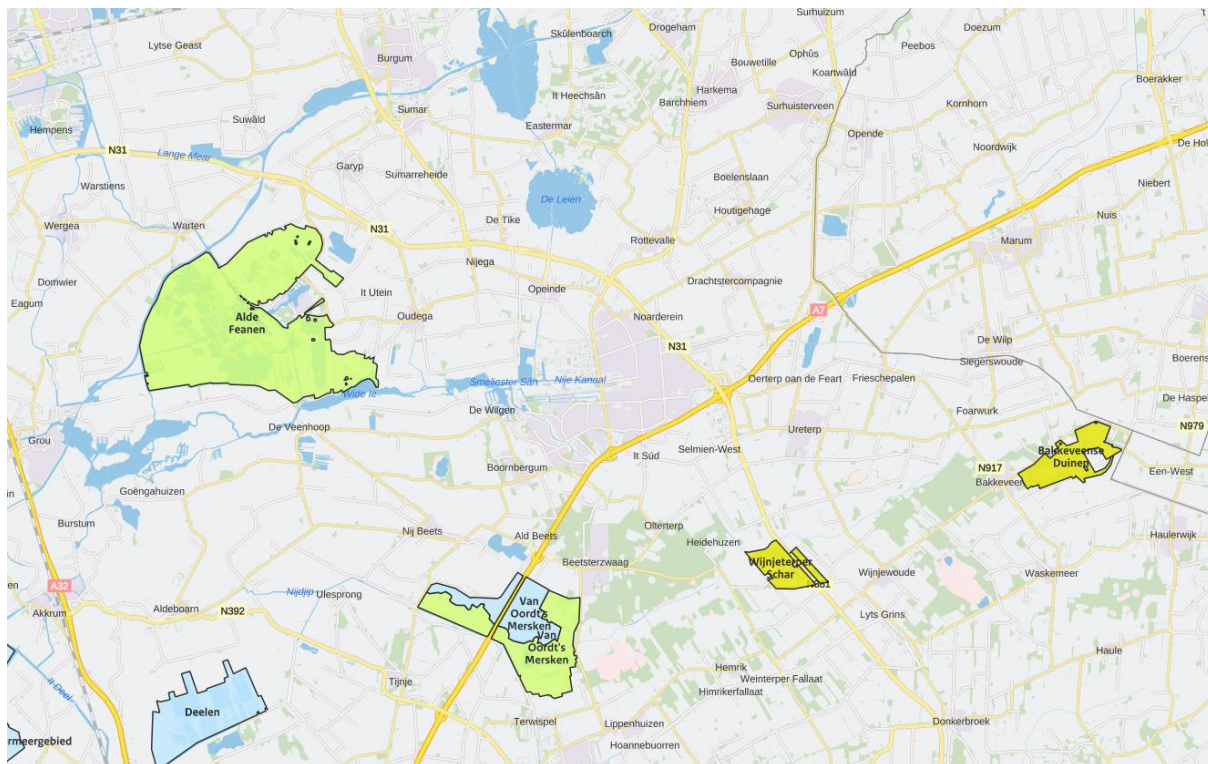 Surhuizum
Doezum
Lytse Geast
Drogeham
Skûlenboarch
Peebos
Ophûs
Burgum
Bouwetille
Koartwâld
Boerakker
It Heechsân
Harkema
Barchhiem
Surhuisterveen
Kornhorn
Sumar
Suwâld
Eastermar
Opende
Hempens
N31
Lange Mear
Noordwijk
De Hol
Garyp
Sumarreheide
Boelenslaan
Niebert
Warstiens
De Leien
Houtigehage
Nuis
Wergea
Warten
N31
De Tike
Rottevalle
Marum
Nijega
Domwier
It Utein
Opeinde
Drachtstercompagnie
Eagum
Alde
Feanen
Oudega
Noarderein
A7
De Wilp
N31
Siegerswoude
Boerens
Smeliester Sân
Nije Kanaal
Oerterp oan de Feart
Frieschepalen
Wide Ie
De Haspel
De Wilgen
Foarwurk
De Veenhoop
Ureterp
N979
Grou
It Súd
Selmien-West
Bakkeveense
Duinen
Boornbergum
N917
Een-West
Bakkeveen
Goëngahuizen
Burstum
Nij Beets
Ald Beets
Olterterp
Haulerwijk
Heidehuzen
Beetsterzwaag
Wijnjeterper
Schar
Wijnjewoude
Waskemeer
A32
Nijdjip
Ulesprong
Van
Oordt's
Mersken
Akkrum
Aldeboarn
N392
Lyts Grins
Van
Oordt's
Mersken
Haule
Hemrik
Weinterper Fallaat
Tijnje
Himrikerfallaat
Deelen
Terwispel
Lippenhuizen
Donkerbroek
rmeergebied
Hoannebuorren